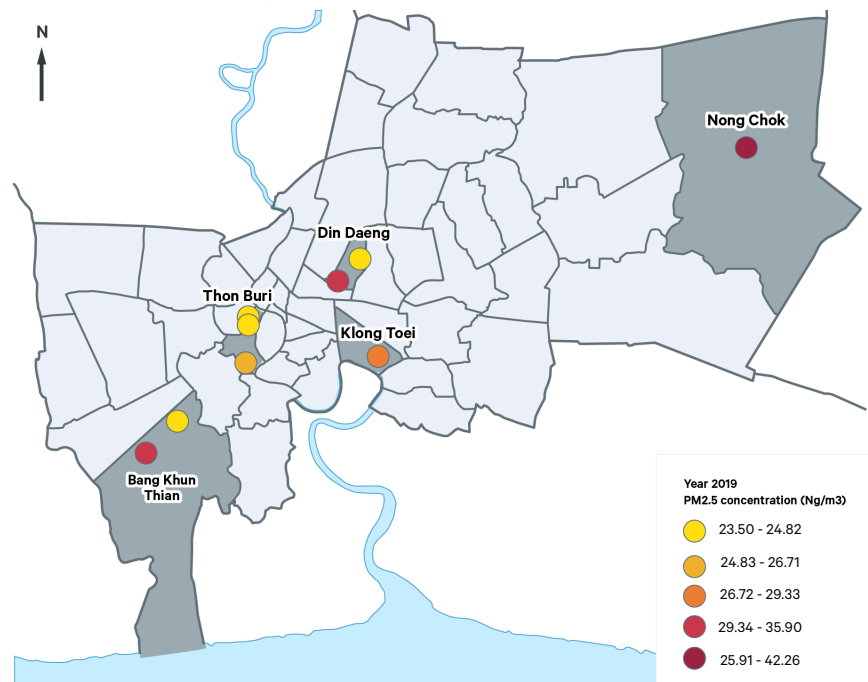 N
Nong Chok
Din Daeng
Thon Buri
Klong Toei
Bang Khun
Thian
Year 2019
PM2.5 concentration (Ng/m3)
23.50 - 24.82
24.83 - 26.71
26.72 - 29.33
29.34 - 35.90
25.91 - 42.26